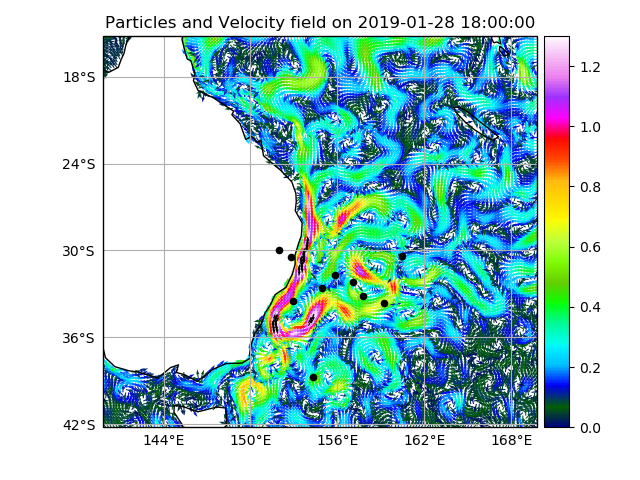 Particles and Velocity field on 2019-01-28 18:00:00
18°S
24°S
30°S
36°S
42°S
144°E 150°E 156°E 162°E 168°E
1.2
1.0
0.8
0.6
0.4
0.2
0.0